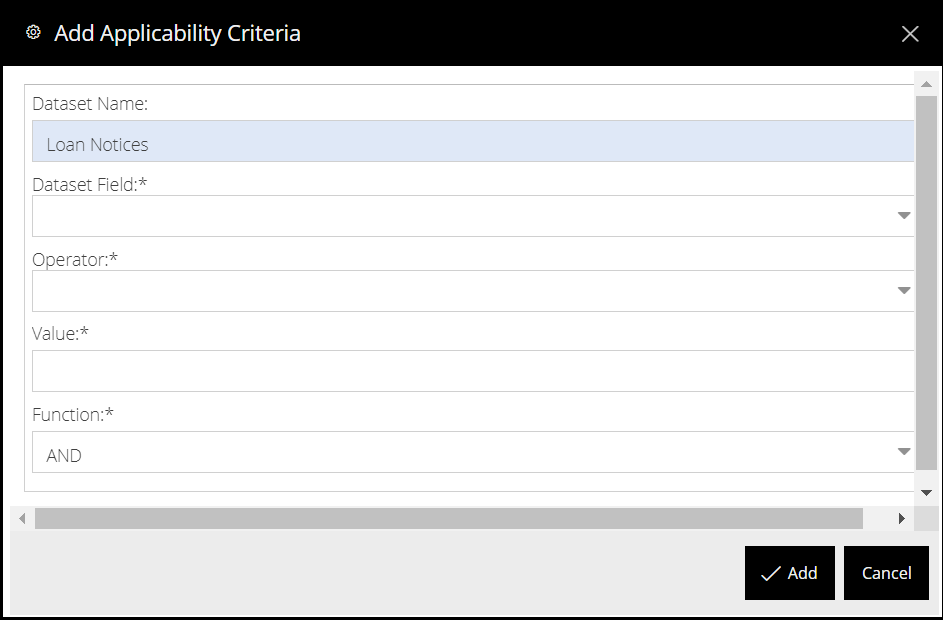 Add Applicability Criteria
Dataset Name:
Loan Notices
Dataset Field:*
Operator:*
Value:*
Function:*
AND
Add Cancel